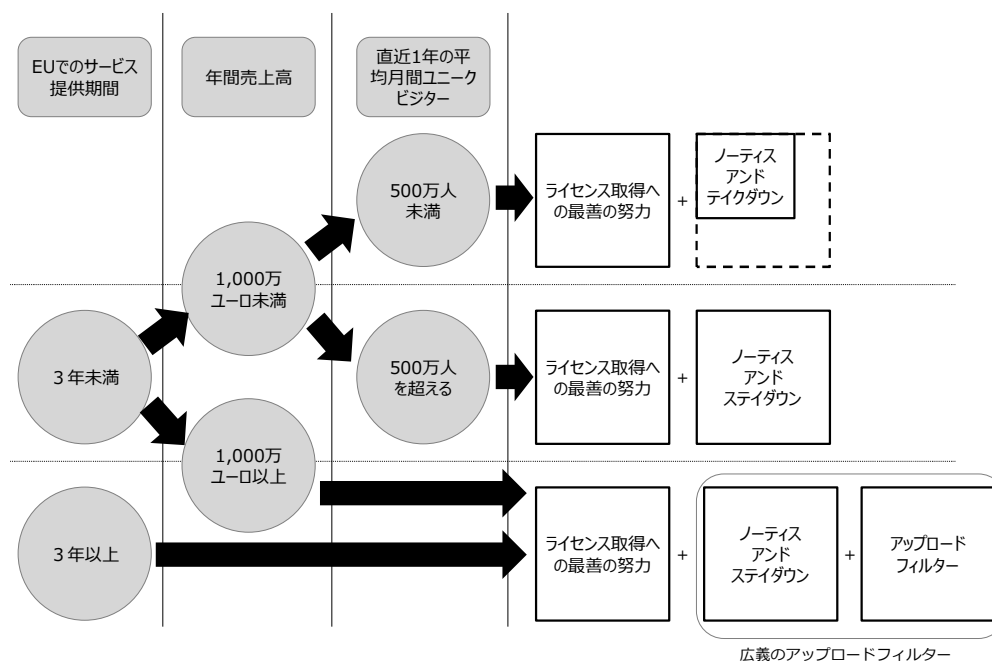 EUでのサービス
提供期間
年間売上高
直近1年の平
均月間ユニーク
ビジター
500万人
未満
ライセンス取得へ
の最善の努力
+
ノーティス
アンド
テイクダウン
1,000万
ユーロ未満
3年未満
500万人
を超える
ライセンス取得へ
の最善の努力
+
ノーティス
アンド
ステイダウン
1,000万
ユーロ以上
3年以上
ライセンス取得へ
の最善の努力
+
ノーティス
アンド
ステイダウン
+
アップロード
フィルター
広義のアップロードフィルター